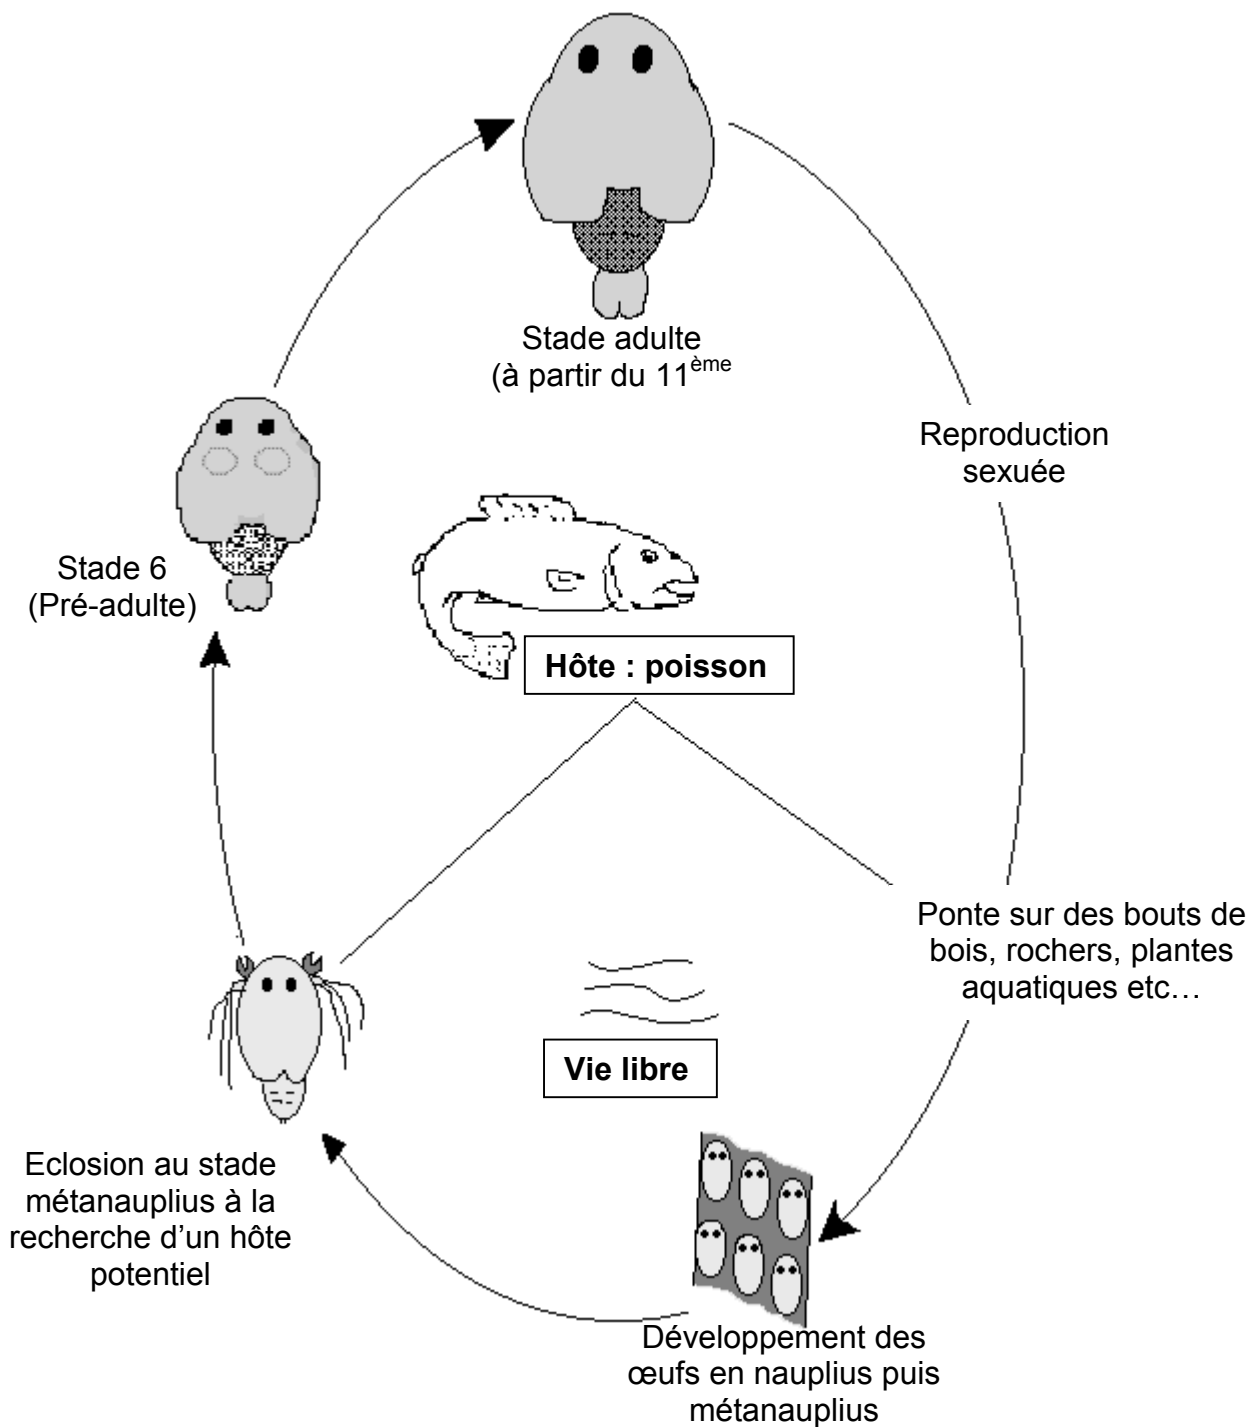 Stade adulte
(à partir du 11ème
Reproduction
sexuée
Stade 6
(Pré-adulte)
Hôte : poisson
Ponte sur des bouts de
bois, rochers, plantes
aquatiques etc…
Vie libre
Eclosion au stade
métanauplius à la
recherche d’un hôte
potentiel
Développement des
œufs en nauplius puis
métanauplius